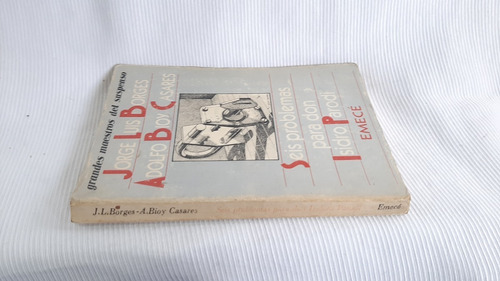 grandes maestros del suspenso
JORGE LUIS BORGES
ADOLFO BIOY CASARES
Seis problemas
para don
Isidro Parodi
EMECÉ
J.L.Borges - A.Bioy Casares
Emecé